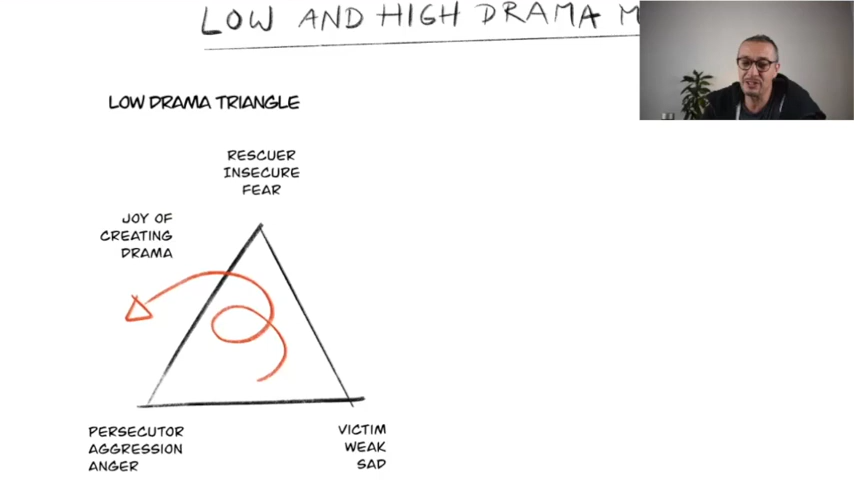 LOW AND HIGH DRAMA M
LOW DRAMA TRIANGLE
RESCUER
INSECURE
FEAR
JOY OF
CREATING
DRAMA
PERSECUTOR
AGGRESSION
ANGER
VICTIM
WEAK
SAD